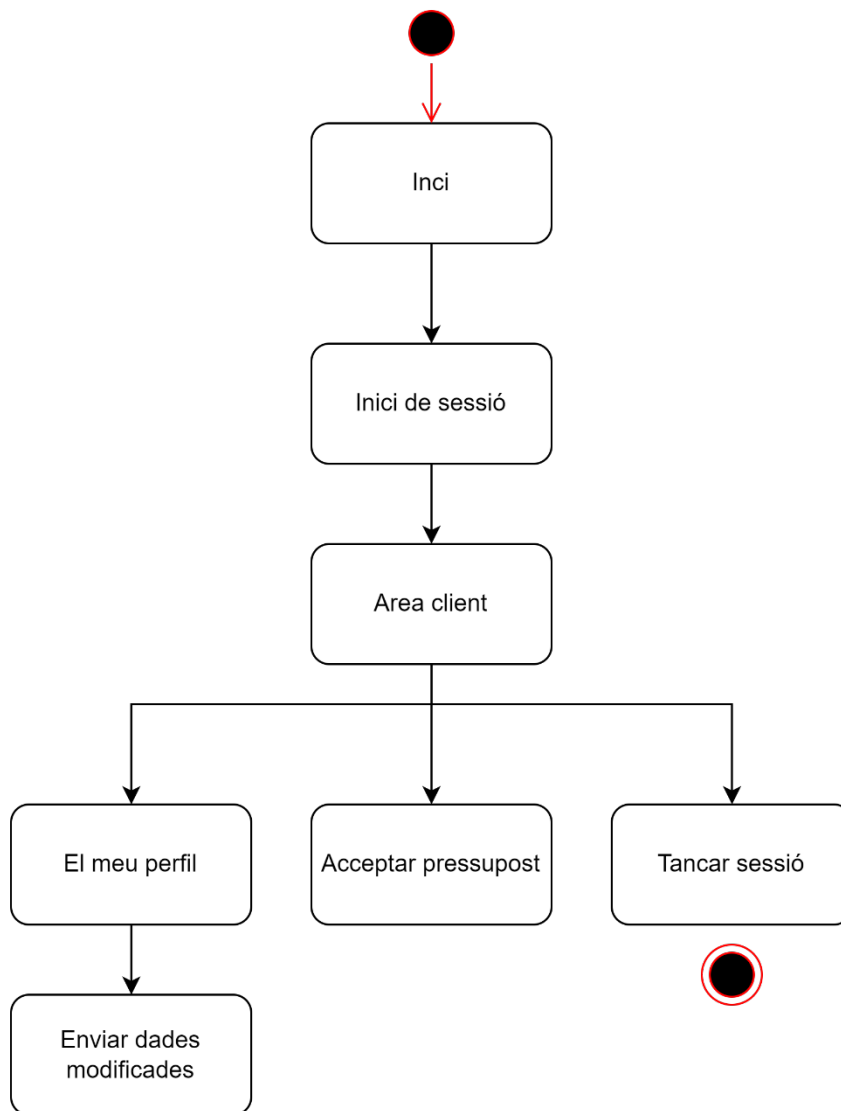 Inci
Inici de sessió
Area client
El meu perfil
Acceptar pressupost
Tancar sessió
Enviar dades
modificades